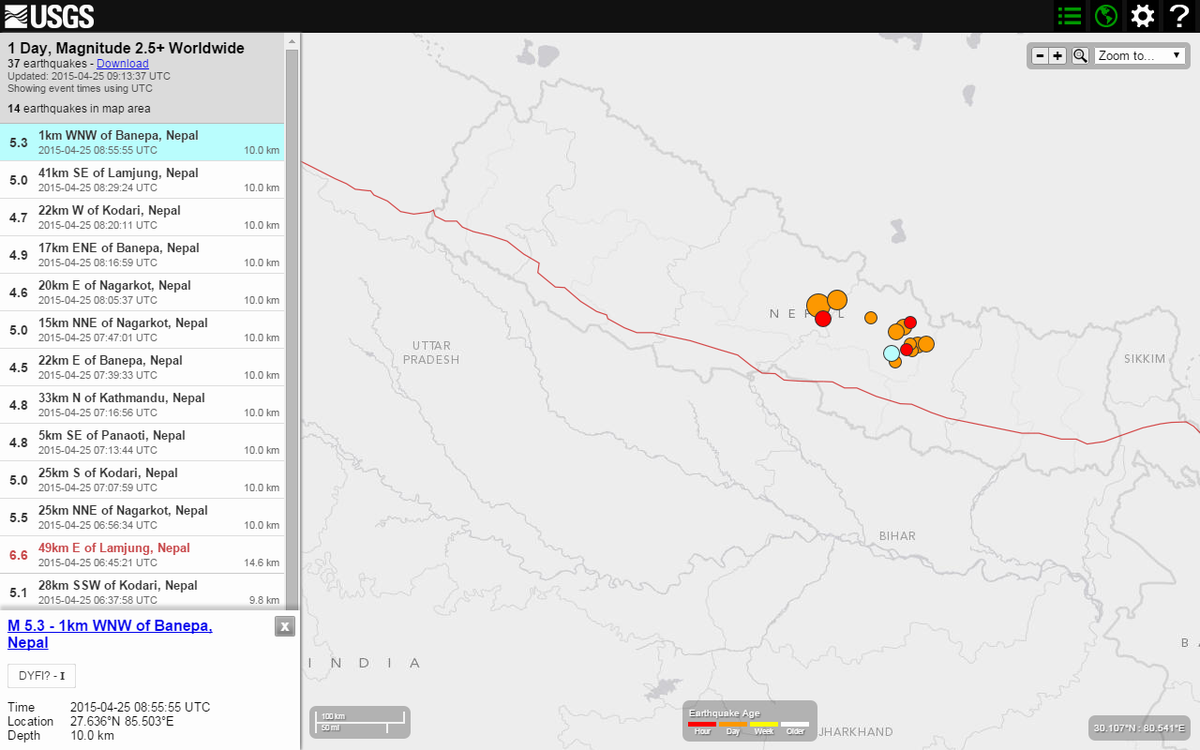 USGS
1 Day, Magnitude 2.5+ Worldwide
37 earthquakes - Download
Updated: 2015-04-25 09:13:37 UTC
Showing event times using UTC
14 earthquakes in map area
5.3 1km WNW of Banepa, Nepal
2015-04-25 08:55:55 UTC 10.0 km
5.0 41km SE of Lamjung, Nepal
2015-04-25 08:29:24 UTC 10.0 km
4.7 22km W of Kodari, Nepal
2015-04-25 08:20:11 UTC 10.0 km
4.9 17km ENE of Banepa, Nepal
2015-04-25 08:16:59 UTC 10.0 km
4.6 20km E of Nagarkot, Nepal
2015-04-25 08:05:37 UTC 10.0 km
5.0 15km NNE of Nagarkot, Nepal
2015-04-25 07:47:01 UTC 10.0 km
4.5 22km E of Banepa, Nepal
2015-04-25 07:39:33 UTC 10.0 km
4.8 33km N of Kathmandu, Nepal
2015-04-25 07:16:56 UTC 10.0 km
4.8 5km SE of Panaoti, Nepal
2015-04-25 07:13:44 UTC 10.0 km
5.0 25km S of Kodari, Nepal
2015-04-25 07:07:59 UTC 10.0 km
5.5 25km NNE of Nagarkot, Nepal
2015-04-25 06:56:34 UTC 10.0 km
6.6 49km E of Lamjung, Nepal
2015-04-25 06:45:21 UTC 14.6 km
5.1 28km SSW of Kodari, Nepal
2015-04-25 06:37:58 UTC 9.8 km
M 5.3 - 1km WNW of Banepa,
Nepal
x
DYFI? - I
Time 2015-04-25 08:55:55 UTC
Location 27.636°N 85.503°E
Depth 10.0 km
?
- + Zoom to...
NEPAL
UTTAR
PRADESH
SIKKIM
BIHAR
INDIA
B
JHARKHAND
100 km
50 mi
Earthquake Age
Hour Day Week Older
30.107°N : 80.541°E